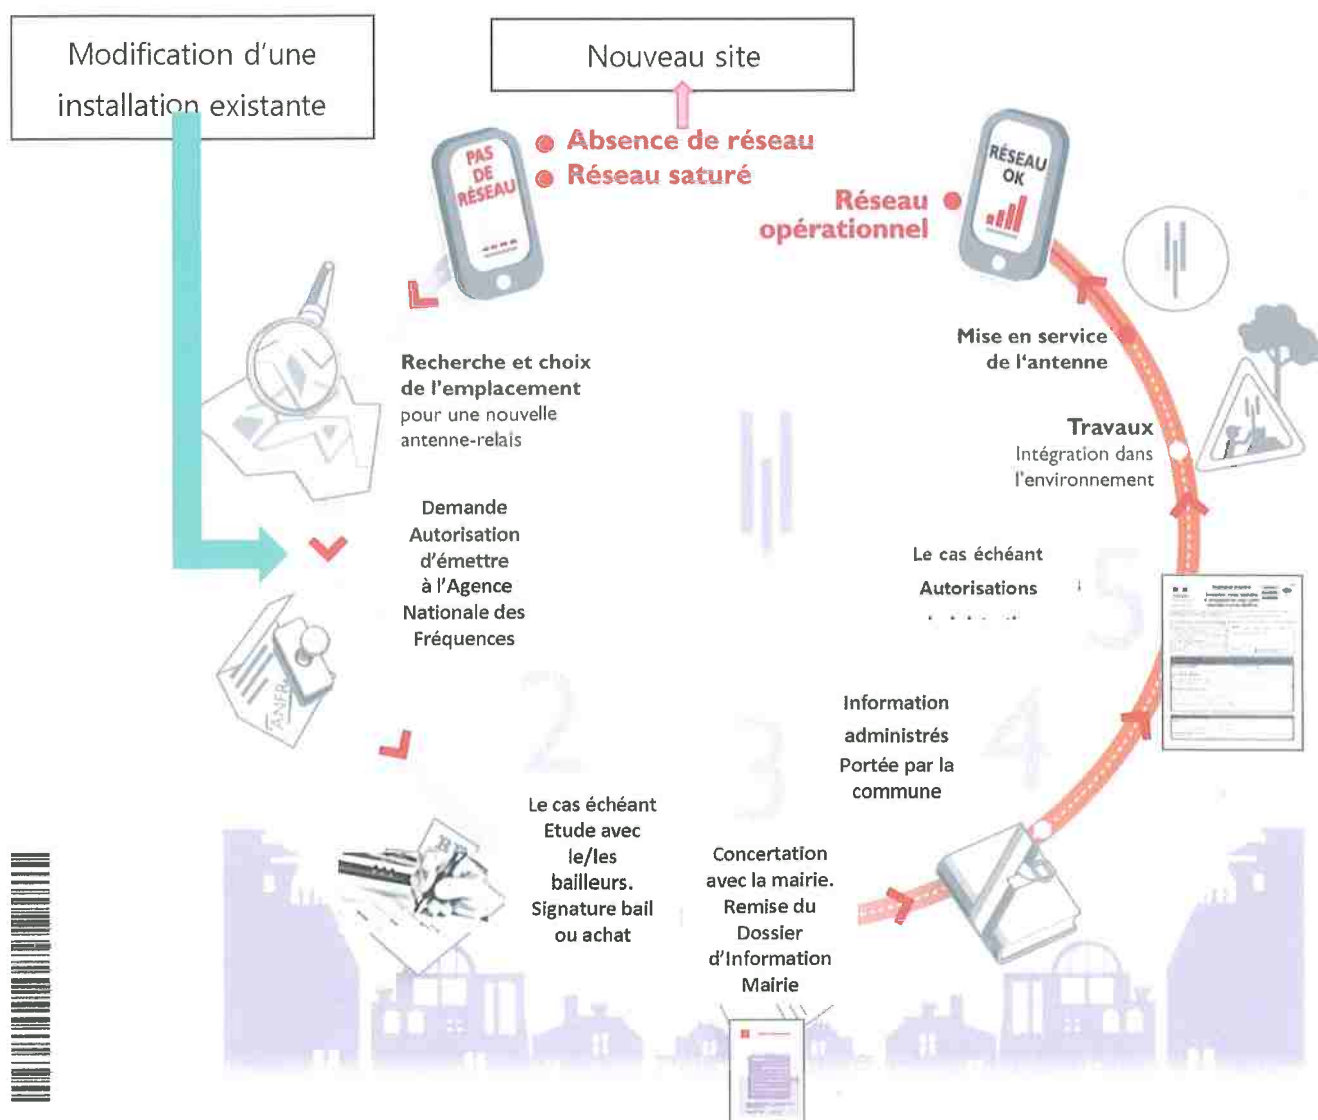 Modification d'une
installation existante
Nouveau site
Absence de réseau
Réseau saturé
PAS
DE
RÉSEAU
RÉSEAU
OK
Réseau
opérationnel
Recherche et choix
de l'emplacement
pour une nouvelle
antenne-relais
Mise en service
de l'antenne
Travaux
Intégration dans
l'environnement
Demande
Autorisation
d'émettre
à l'Agence
Nationale des
Fréquences
ANFR
Le cas échéant
Autorisations
5
Information
administrés
Portée par la
commune
4
2
3
Le cas échéant
Etude avec
le/les
bailleurs.
Signature bail
ou achat
Concertation
avec la mairie.
Remise du
Dossier
d'Information
Mairie